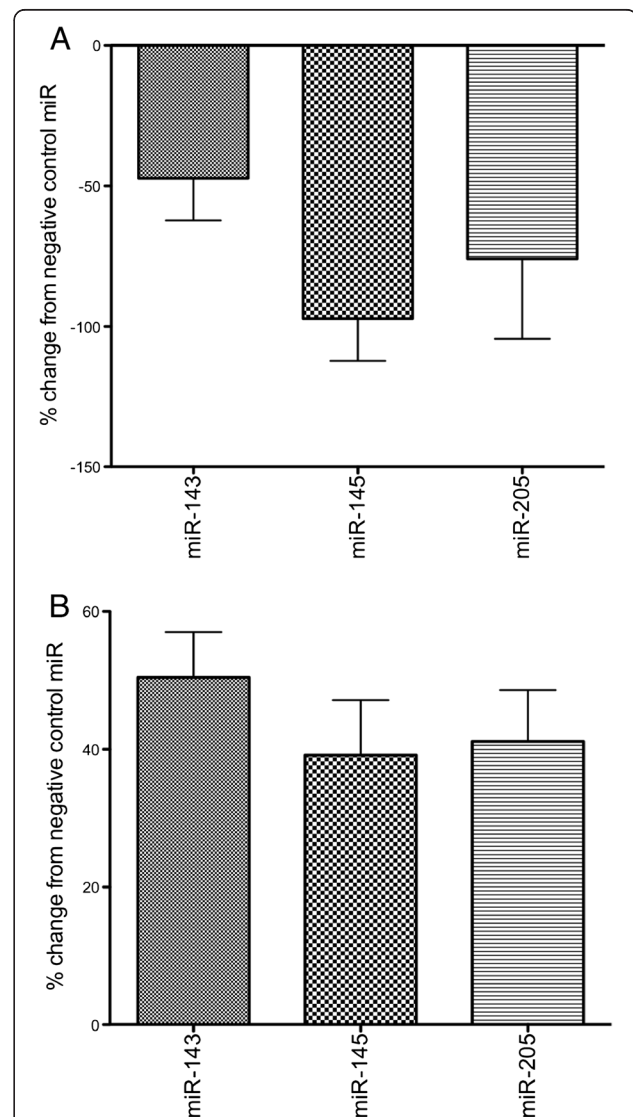 A
% change from negative control miR
0
-50
-100
-150
miR-143
miR-145
miR-205
B
% change from negative control miR
60
40
20
0
miR-143
miR-145
miR-205